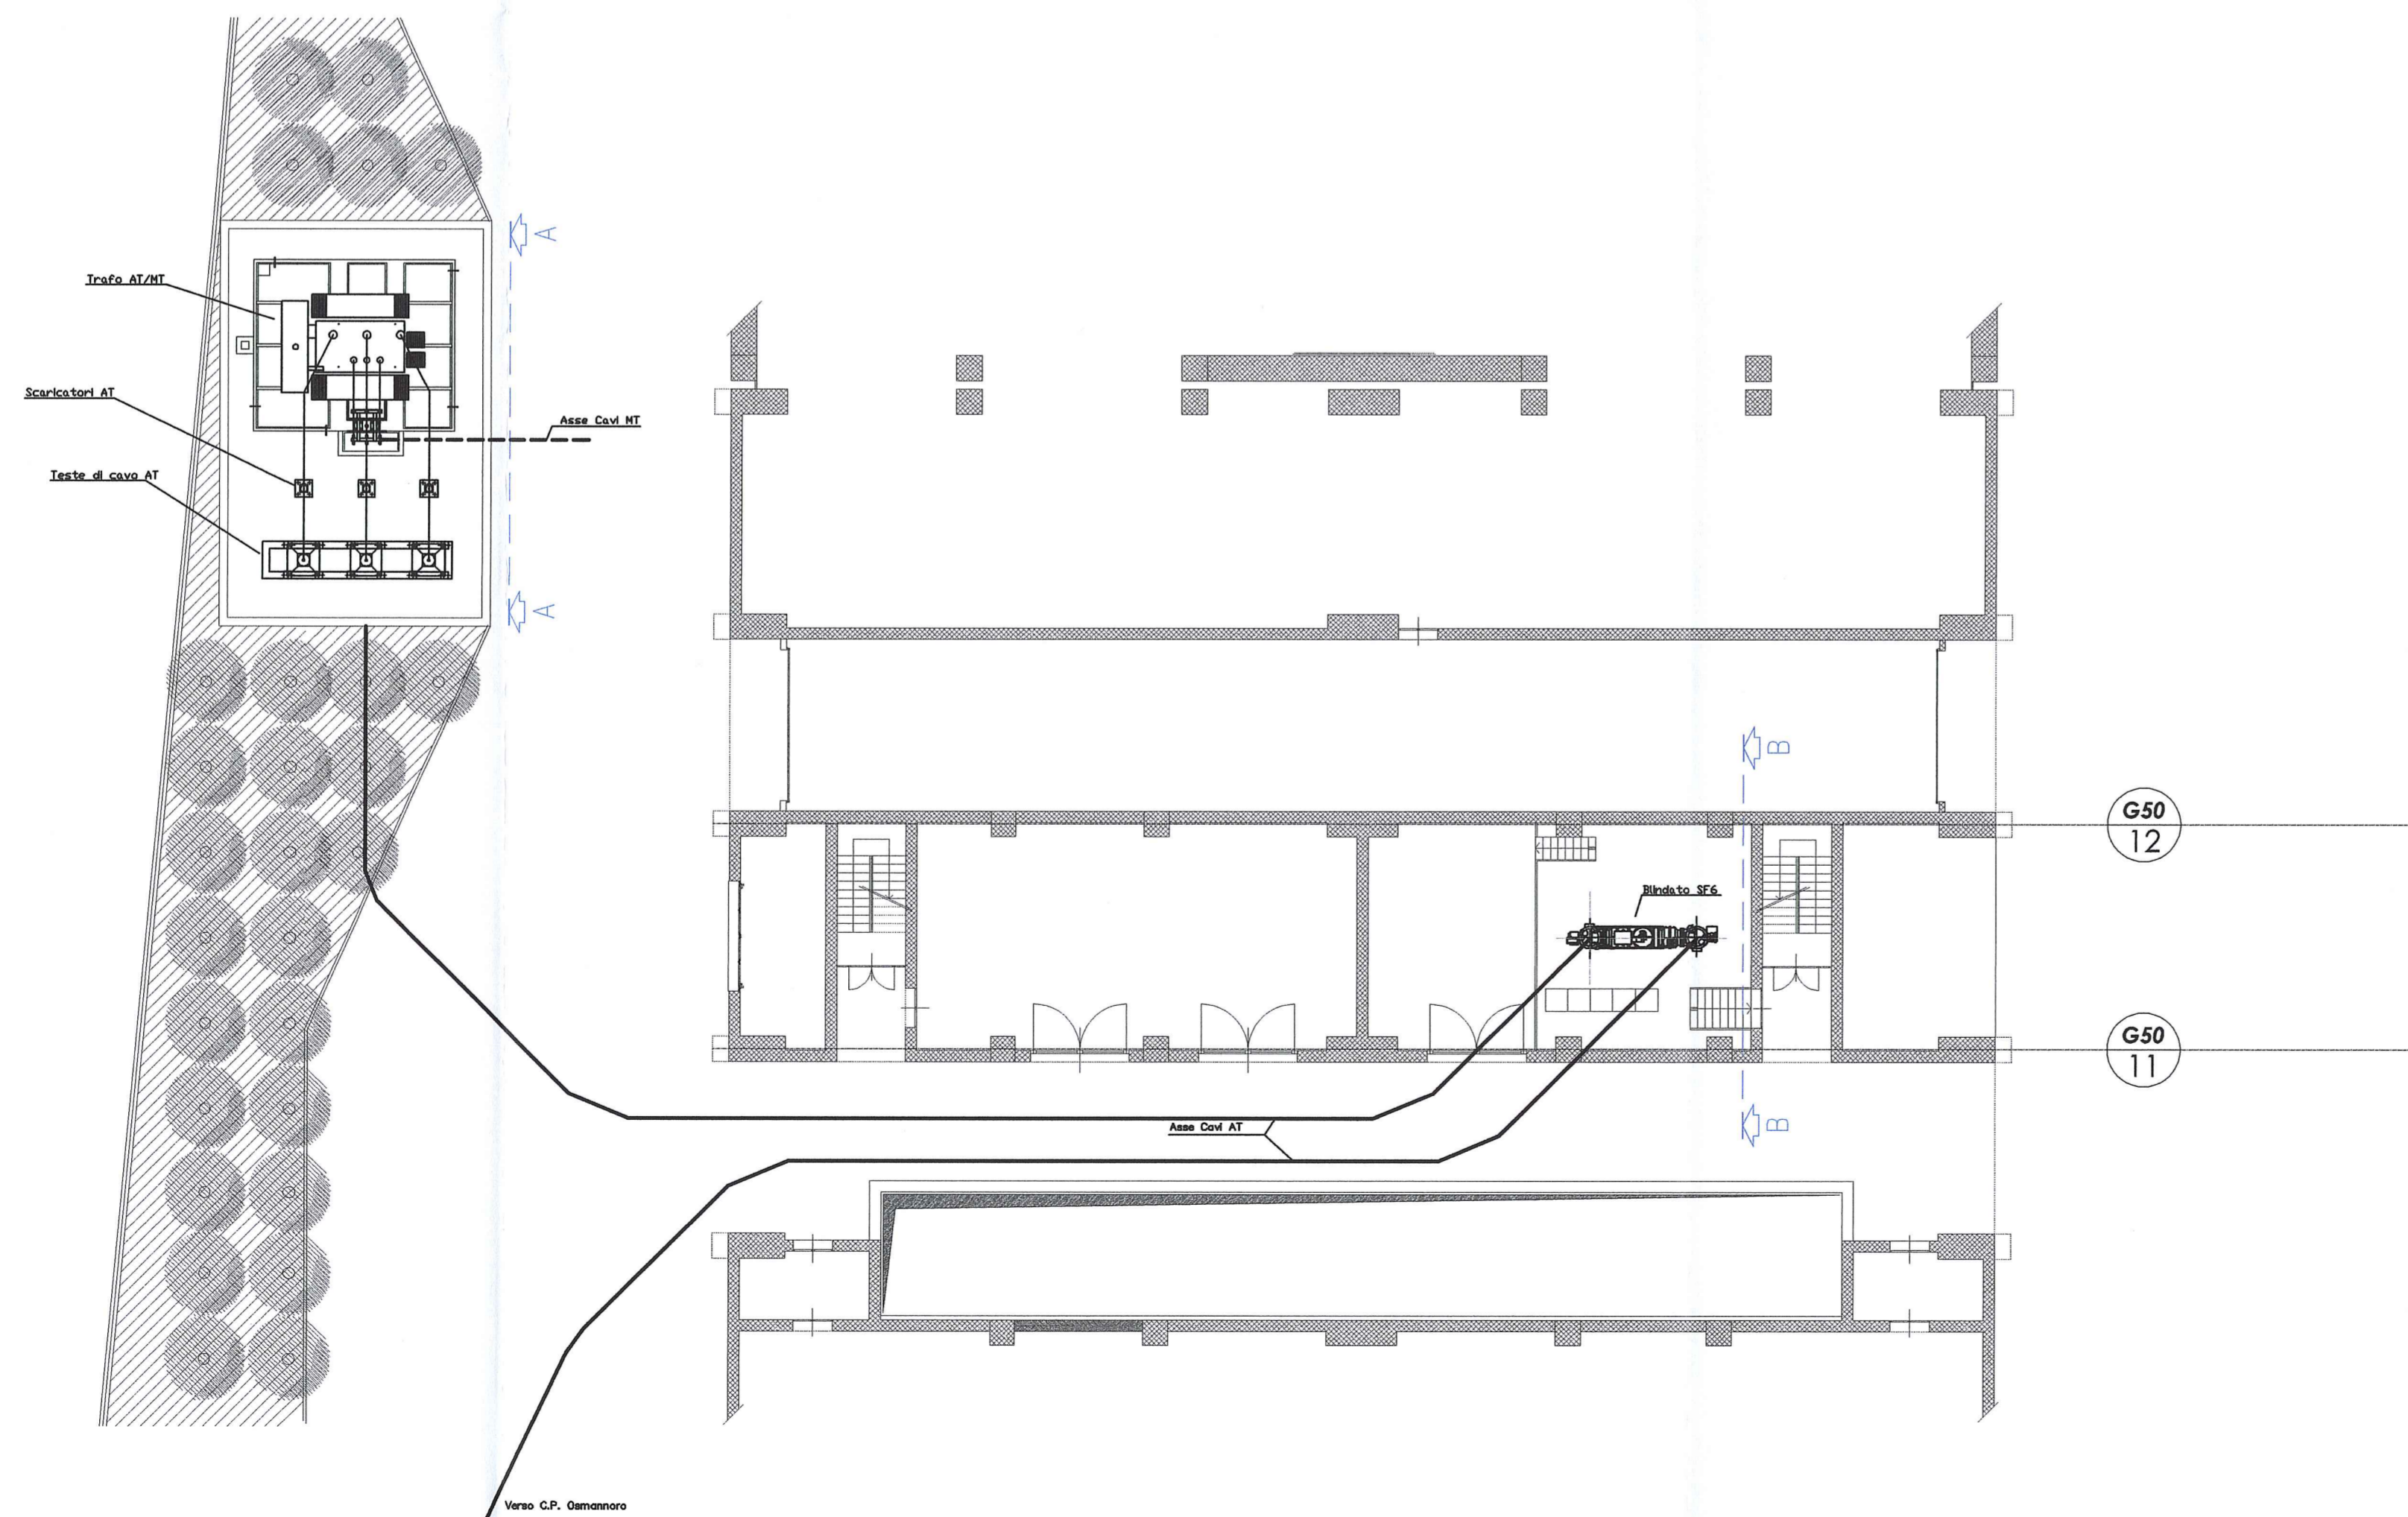 A
Trafo AT/MT
Scaricatori AT
Asse Cavi MT
Teste di cavo AT
A
B
G50
12
Blindato SF6
G50
11
Asse Cavi AT
B
Verso C.P. Osmannoro